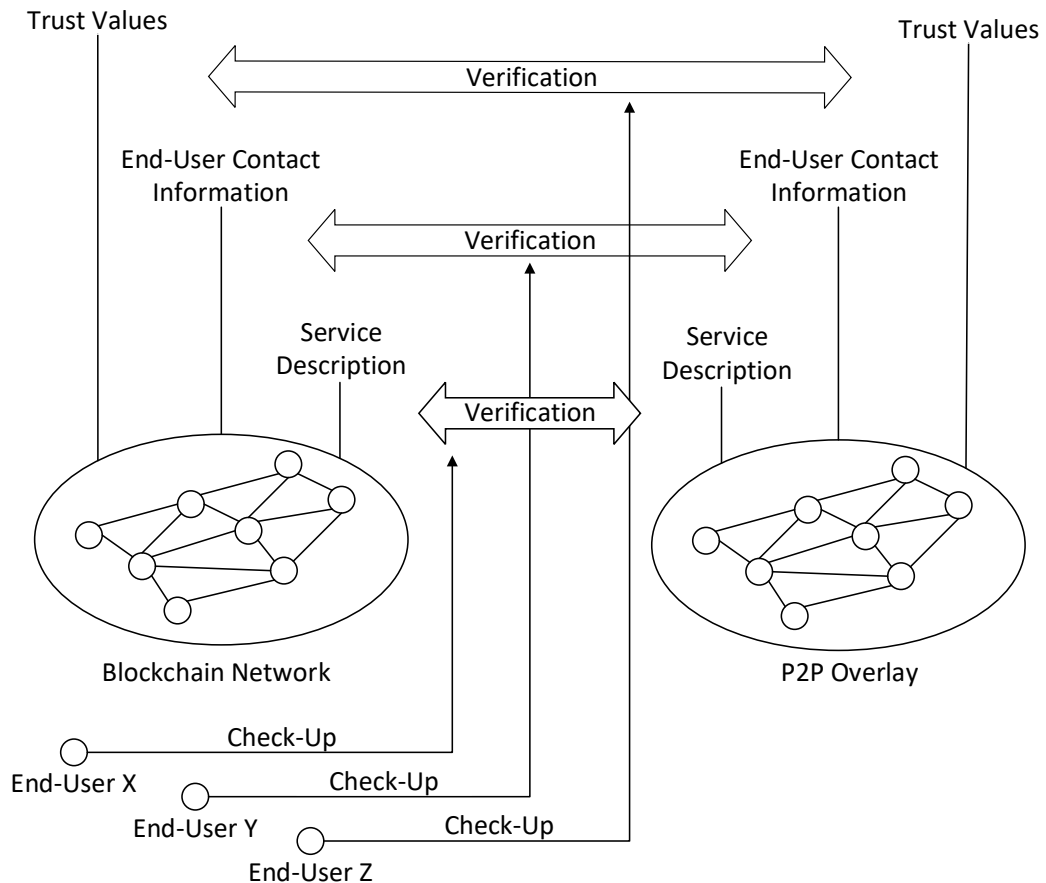 Trust Values
Trust Values
Verification
End-User Contact
Information
End-User Contact
Information
Verification
Service
Description
Service
Description
Verification
Blockchain Network
P2P Overlay
Check-Up
End-User X
Check-Up
End-User Y
Check-Up
End-User Z